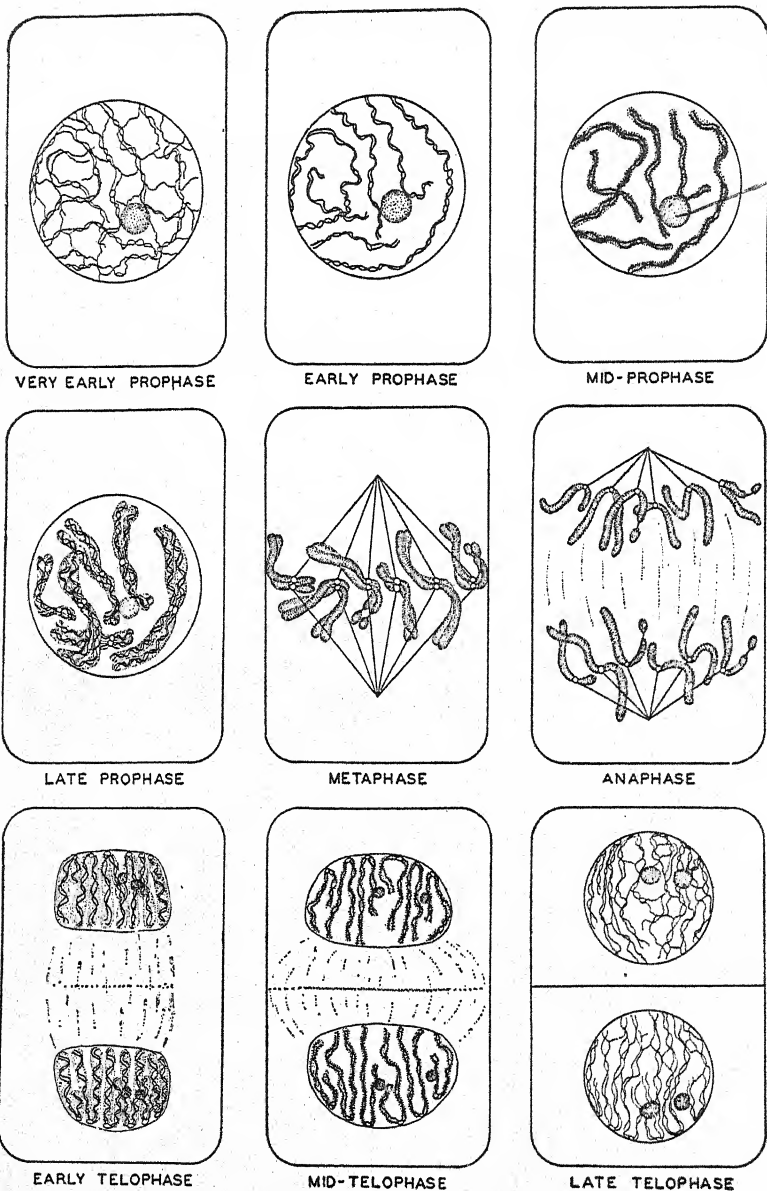 VERY EARLY PROPHASE
EARLY PROPHASE
MID-PROPHASE
LATE PROPHASE
METAPHASE
ANAPHASE
EARLY TELOPHASE
MID-TELOPHASE
LATE TELOPHASE